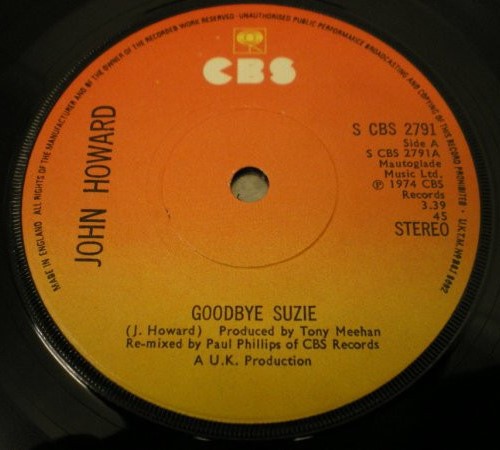 ALL RIGHTS OF THE MANUFACTURER AND OF THE OWNER OF THE RECORDED WORK RESERVED · UNAUTHORISED PUBLIC PERFORMANCE BROADCASTING AND COPYING OF THIS RECORD PROHIBITED
MADE IN ENGLAND
CBS
JOHN HOWARD
S CBS 2791
Side A
S CBS 2791A
Mautoglade
Music Ltd.
Ⓟ 1974 CBS
Records
3.39
45
STEREO
GOODBYE SUZIE
(J. Howard) Produced by Tony Meehan
Re-mixed by Paul Phillips of CBS Records
A U.K. Production